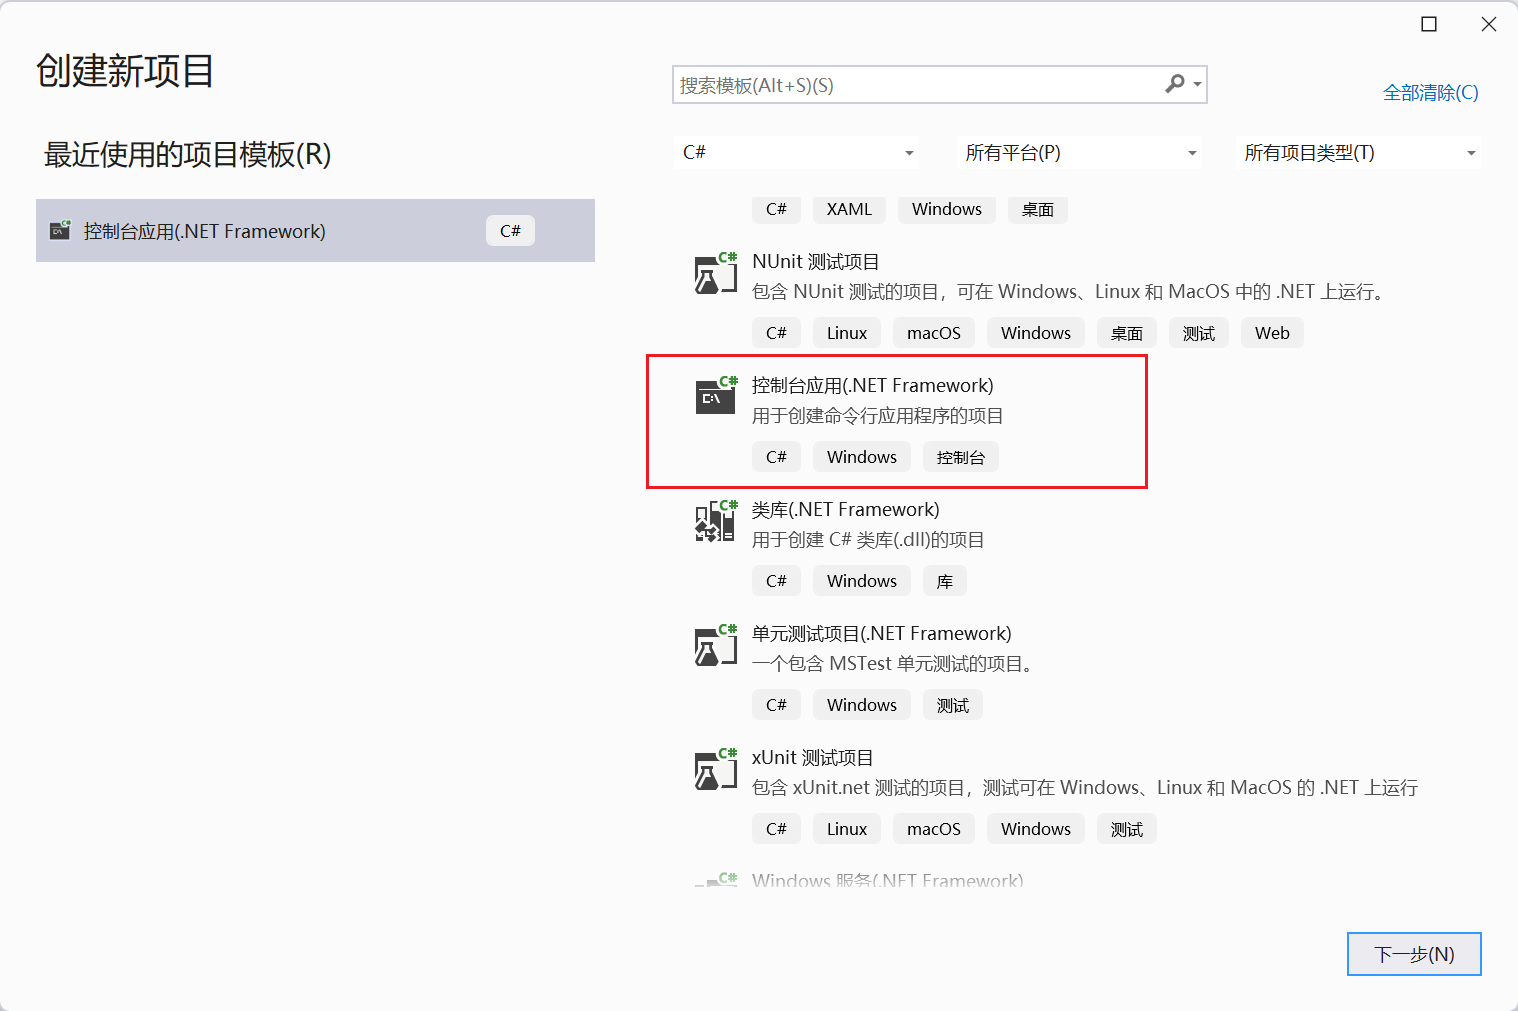 创建新项目
搜索模板(Alt+S)(S)
全部清除(C)
最近使用的项目模板(R)
C#
所有平台(P)
所有项目类型(T)
控制台应用(.NET Framework)
C#
C# XAML Windows 桌面
NUnit 测试项目
包含 NUnit 测试的项目，可在 Windows、Linux 和 MacOS 中的 .NET 上运行。
C# Linux macOS Windows 桌面 测试 Web
控制台应用(.NET Framework)
用于创建命令行应用程序的项目
C# Windows 控制台
类库(.NET Framework)
用于创建 C# 类库(.dll)的项目
C# Windows 库
单元测试项目(.NET Framework)
一个包含 MSTest 单元测试的项目。
C# Windows 测试
xUnit 测试项目
包含 xUnit.net 测试的项目，测试可在 Windows、Linux 和 MacOS 的 .NET 上运行
C# Linux macOS Windows 测试
Windows 服务(.NET Framework)
下一步(N)